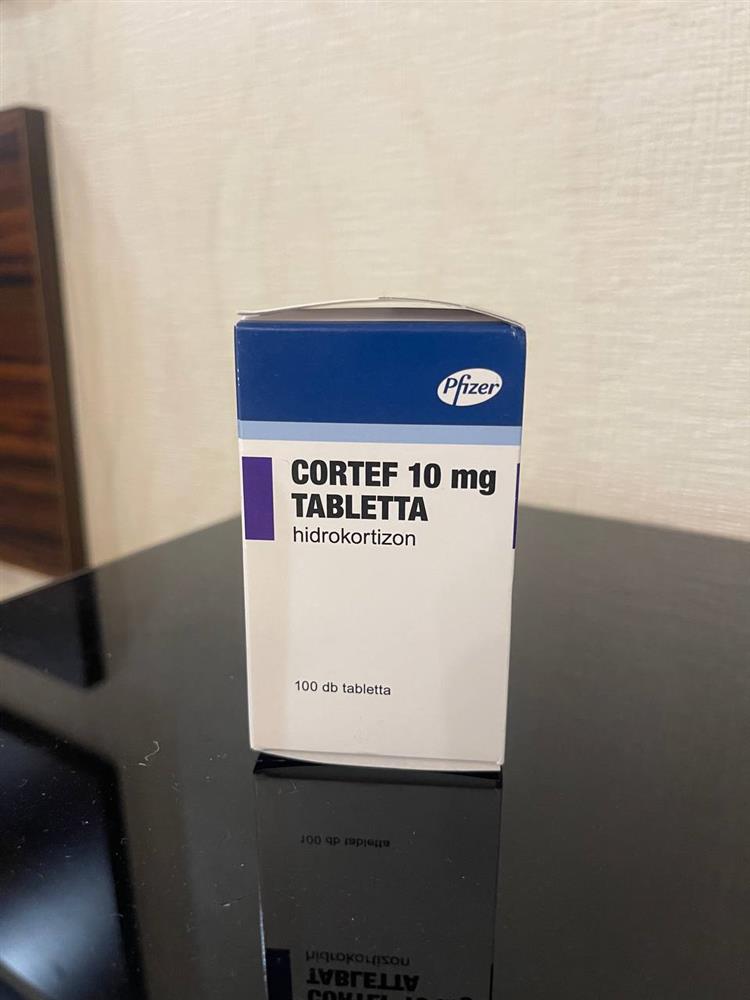 Pfizer
CORTEF 10 mg
TABLETTA
hidrokortizon
100 db tabletta